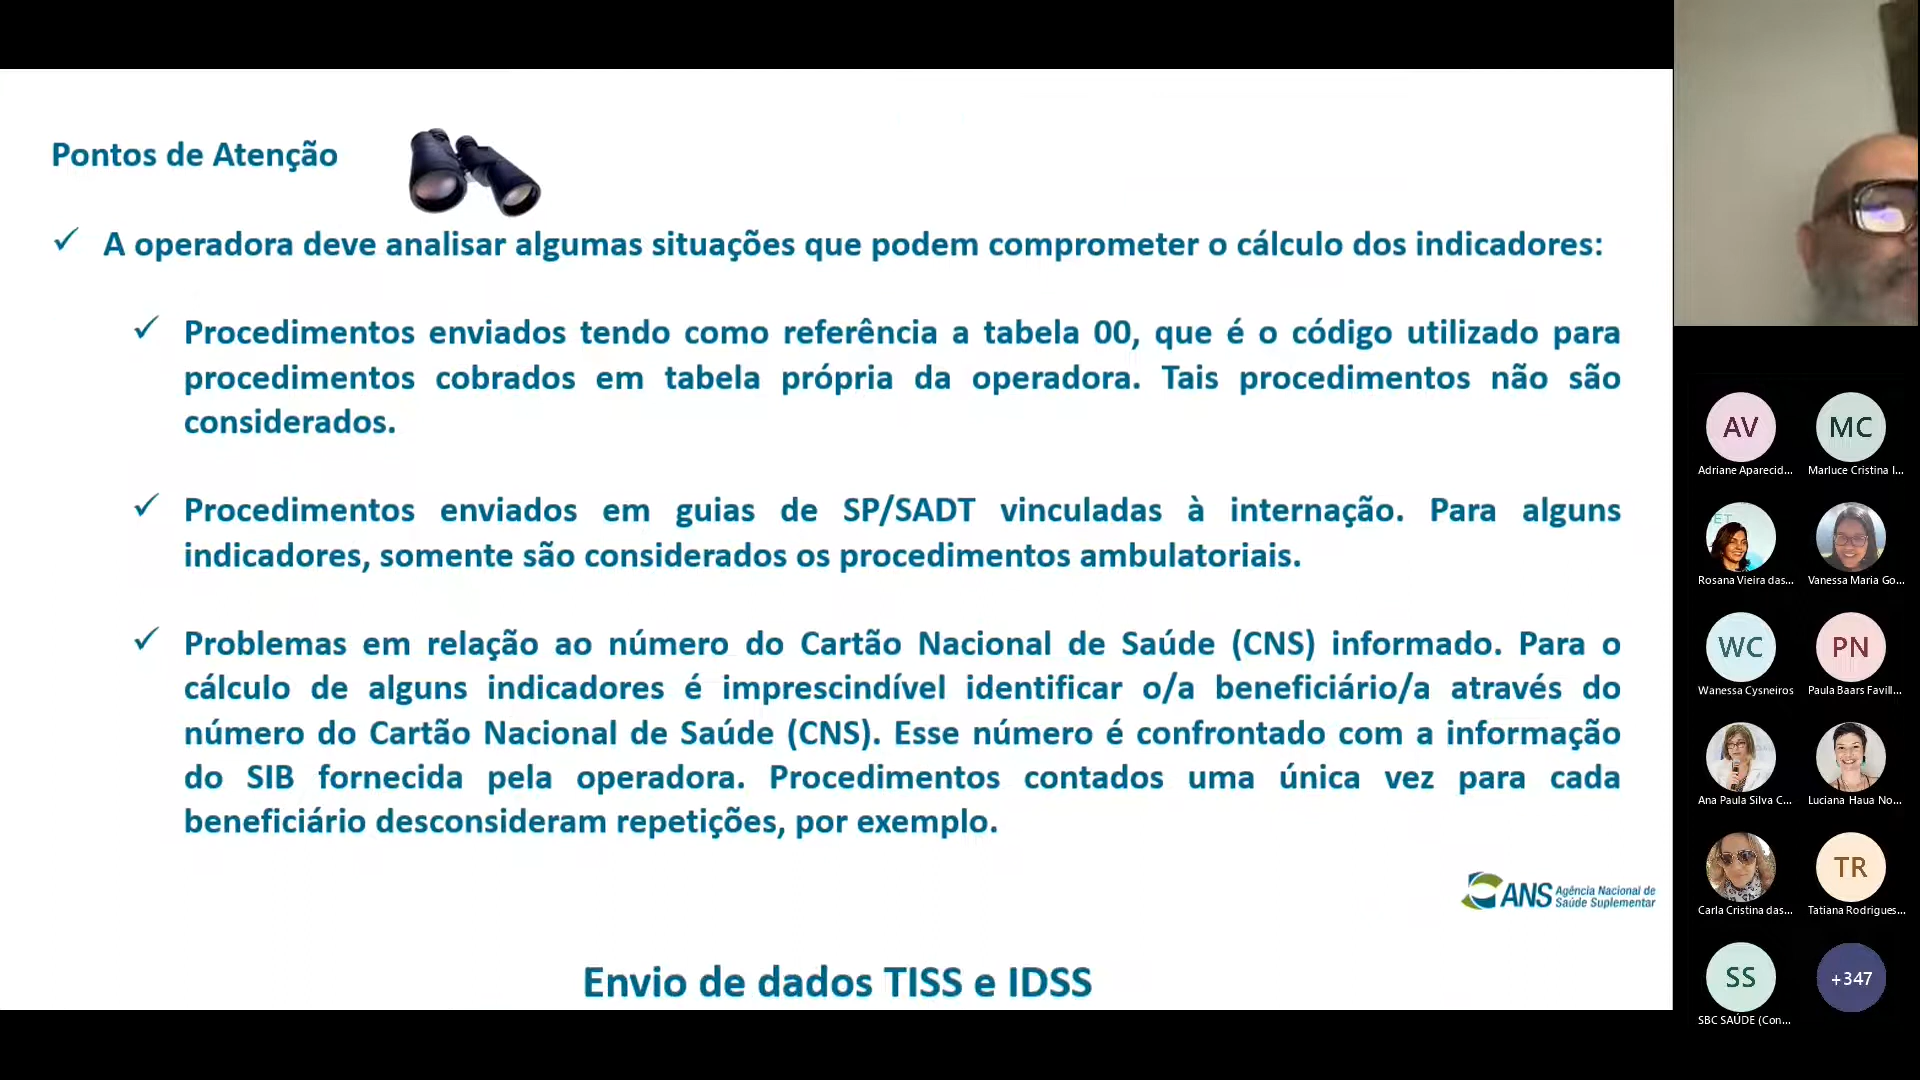 Pontos de Atenção
✓ A operadora deve analisar algumas situações que podem comprometer o cálculo dos indicadores:
✓ Procedimentos enviados tendo como referência a tabela 00, que é o código utilizado para
procedimentos cobrados em tabela própria da operadora. Tais procedimentos não são
considerados.
✓ Procedimentos enviados em guias de SP/SADT vinculadas à internação. Para alguns
indicadores, somente são considerados os procedimentos ambulatoriais.
✓ Problemas em relação ao número do Cartão Nacional de Saúde (CNS) informado. Para o
cálculo de alguns indicadores é imprescindível identificar o/a beneficiário/a através do
número do Cartão Nacional de Saúde (CNS). Esse número é confrontado com a informação
do SIB fornecida pela operadora. Procedimentos contados uma única vez para cada
beneficiário desconsideram repetições, por exemplo.
ANS Agência Nacional de
Saúde Suplementar
Envio de dados TISS e IDSS
AV MC
Adriane Aparecid... Marluce Cristina I...
ET
Rosana Vieira das... Vanessa Maria Go...
WC PN
Wanessa Cysneiros Paula Baars Favill...
Ana Paula Silva C... Luciana Haua No...
TR
Carla Cristina das... Tatiana Rodrigues...
SS +347
SBC SAÚDE (Con...